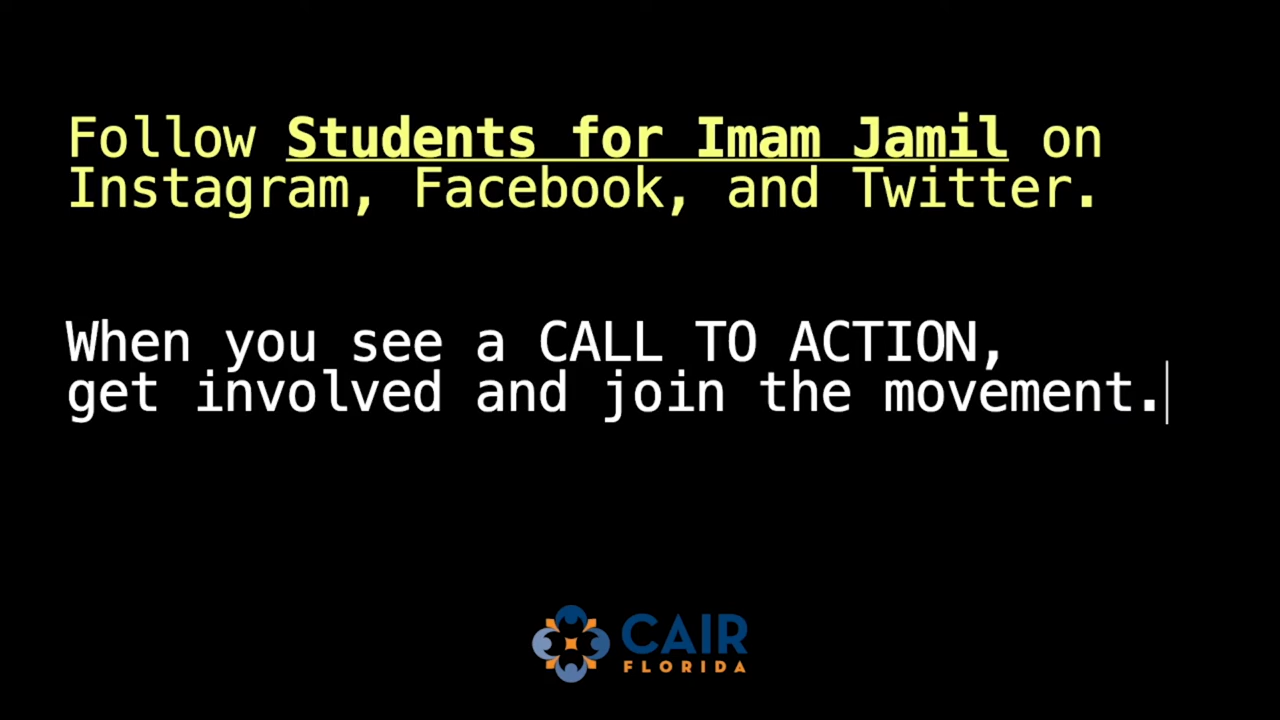 Follow Students for Imam Jamil on
Instagram, Facebook, and Twitter.
When you see a CALL TO ACTION,
get involved and join the movement.
CAIR
FLORIDA